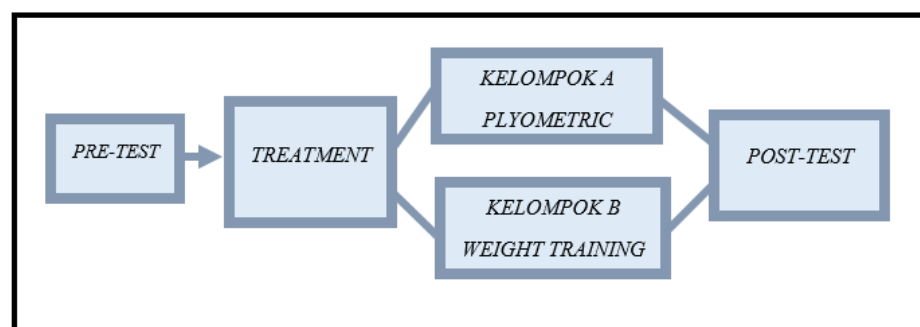 PRE-TEST
TREATMENT
KELOMPOK A
PLYOMETRIC
KELOMPOK B
WEIGHT TRAINING
POST-TEST